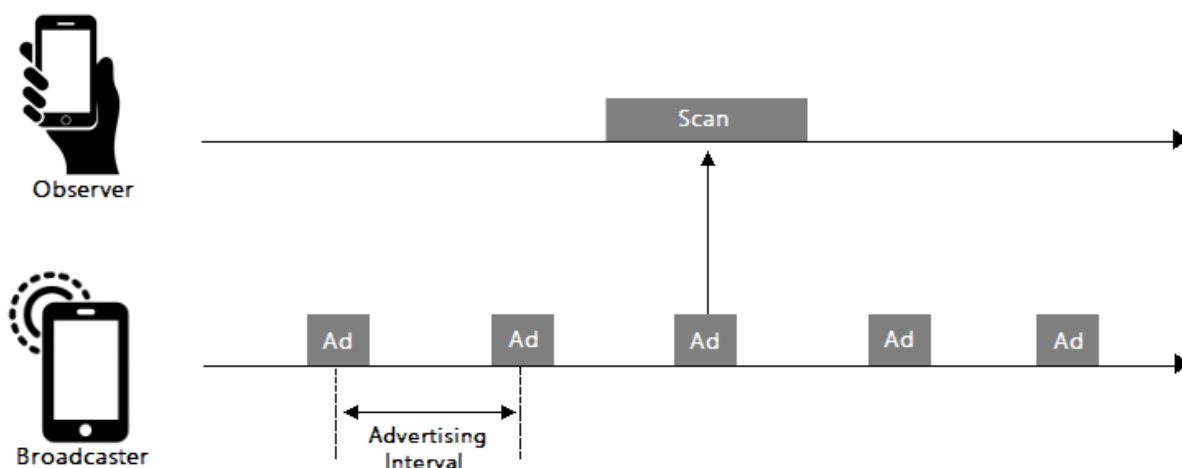 Scan
Observer
Ad Ad Ad Ad Ad
Advertising
Interval
Broadcaster